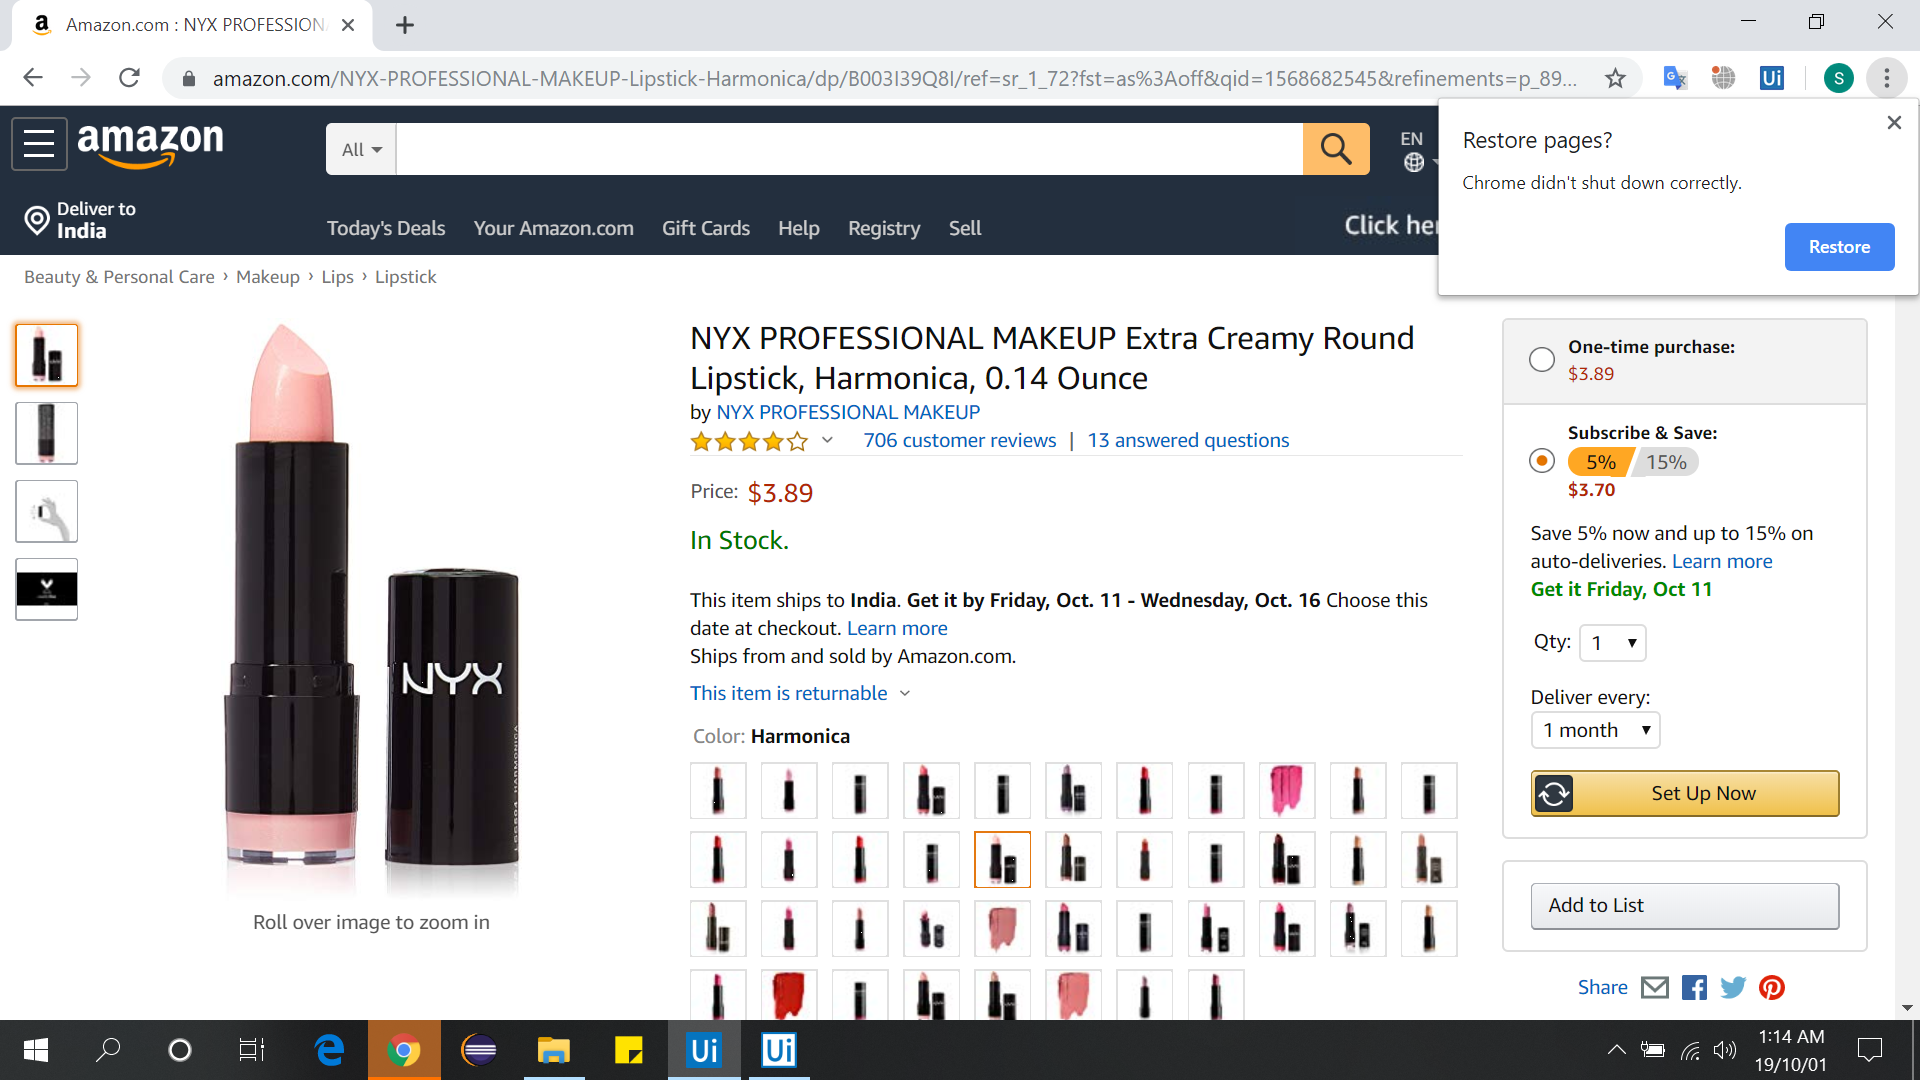 Amazon.com : NYX PROFESSION
amazon.com/NYX-PROFESSIONAL-MAKEUP-Lipstick-Harmonica/dp/B003I39Q8I/ref=sr_1_72?fst=as%3Aoff&qid=1568682545&refinements=p_89...
S
Ui
Restore pages?
Chrome didn't shut down correctly.
Restore
amazon
All
EN
Deliver to
India
Today's Deals Your Amazon.com Gift Cards Help Registry Sell
Click her
Beauty & Personal Care › Makeup › Lips › Lipstick
NYX PROFESSIONAL MAKEUP Extra Creamy Round
Lipstick, Harmonica, 0.14 Ounce
by NYX PROFESSIONAL MAKEUP
706 customer reviews | 13 answered questions
Price: $3.89
In Stock.
This item ships to India. Get it by Friday, Oct. 11 - Wednesday, Oct. 16 Choose this
date at checkout. Learn more
Ships from and sold by Amazon.com.
This item is returnable
Color: Harmonica
NYX
Roll over image to zoom in
One-time purchase:
$3.89
Subscribe & Save:
5% 15%
$3.70
Save 5% now and up to 15% on
auto-deliveries. Learn more
Get it Friday, Oct 11
Qty: 1
Deliver every:
1 month
Set Up Now
Add to List
Share
Ui
Ui
1:14 AM
19/10/01